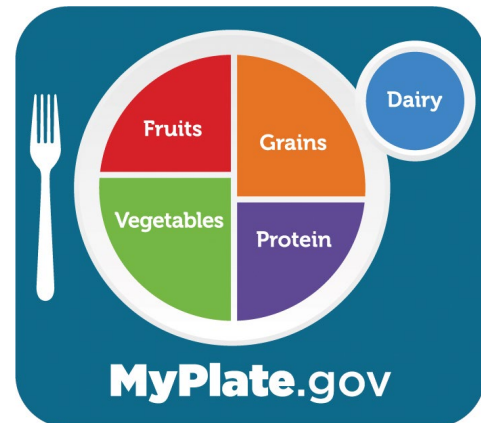 Dairy
Fruits
Grains
Vegetables
Protein
MyPlate.gov